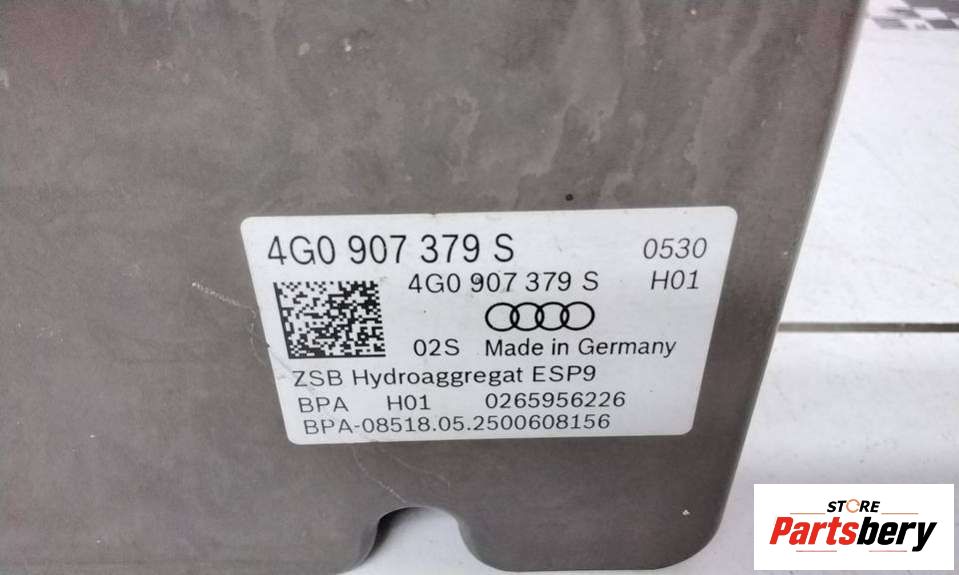 4G0 907 379 S 0530
4G0 907 379 S H01
02S Made in Germany
ZSB Hydroaggregat ESP9
BPA H01 0265956226
BPA-08518.05.2500608156
STORE
Partsbery